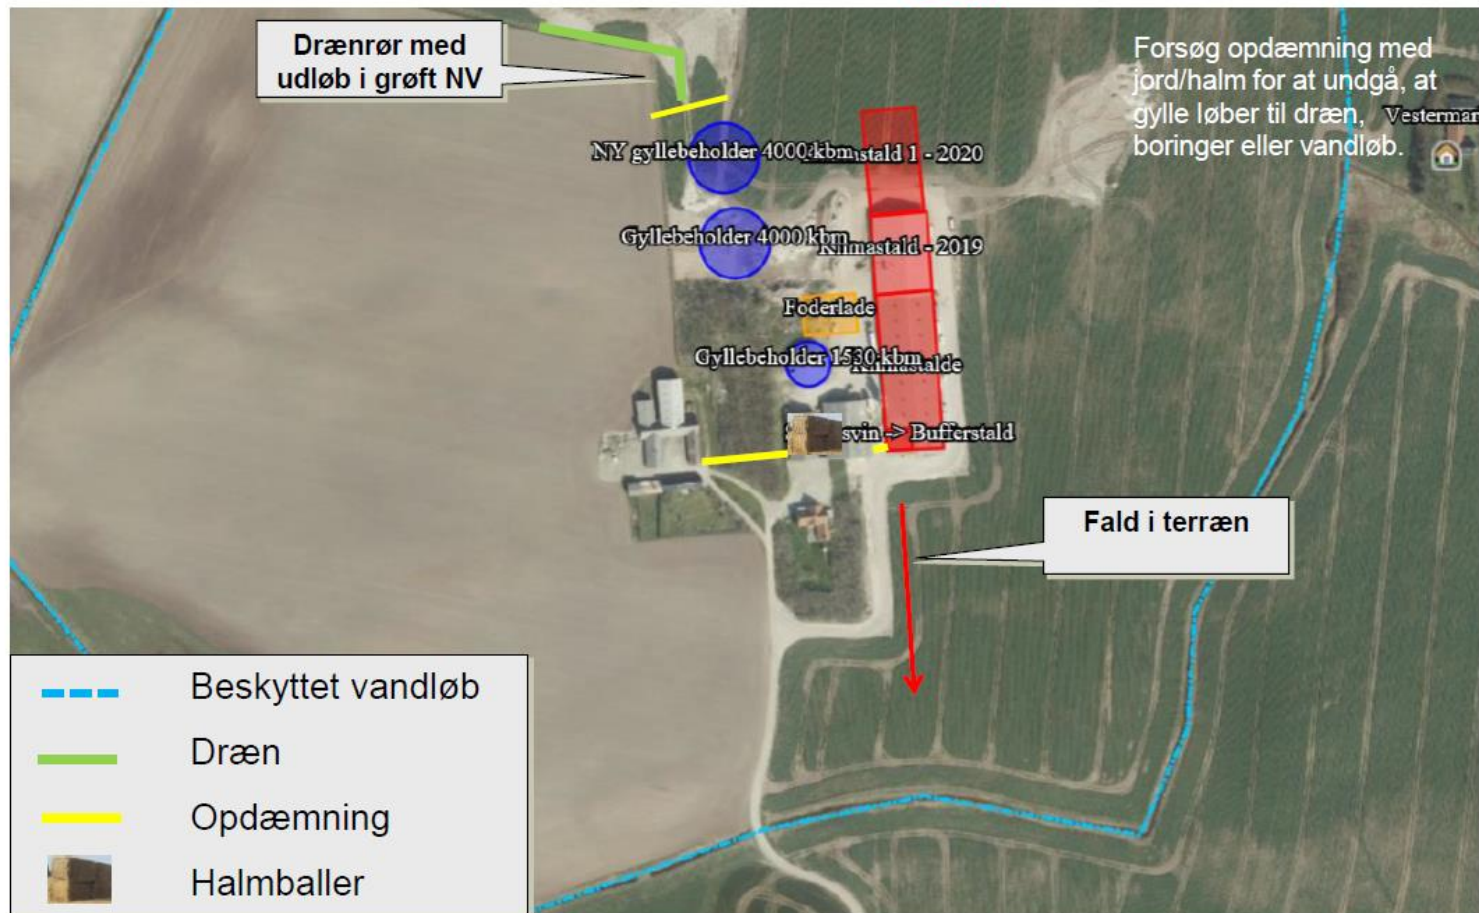 Drænrør med
udløb i grøft NV
Forsøg opdæmning med
jord/halm for at undgå, at
gylle løber til dræn,
boringer eller vandløb.
NY gyllebeholder 4000 kbm
stald 1 - 2020
Gyllebeholder 4000 kbm
Klimastald - 2019
Foderlade
Gyllebeholder 1530 kbm
Klimastalde
svin -> Bufferstald
Fald i terræn
Beskyttet vandløb
Dræn
Opdæmning
Halmballer